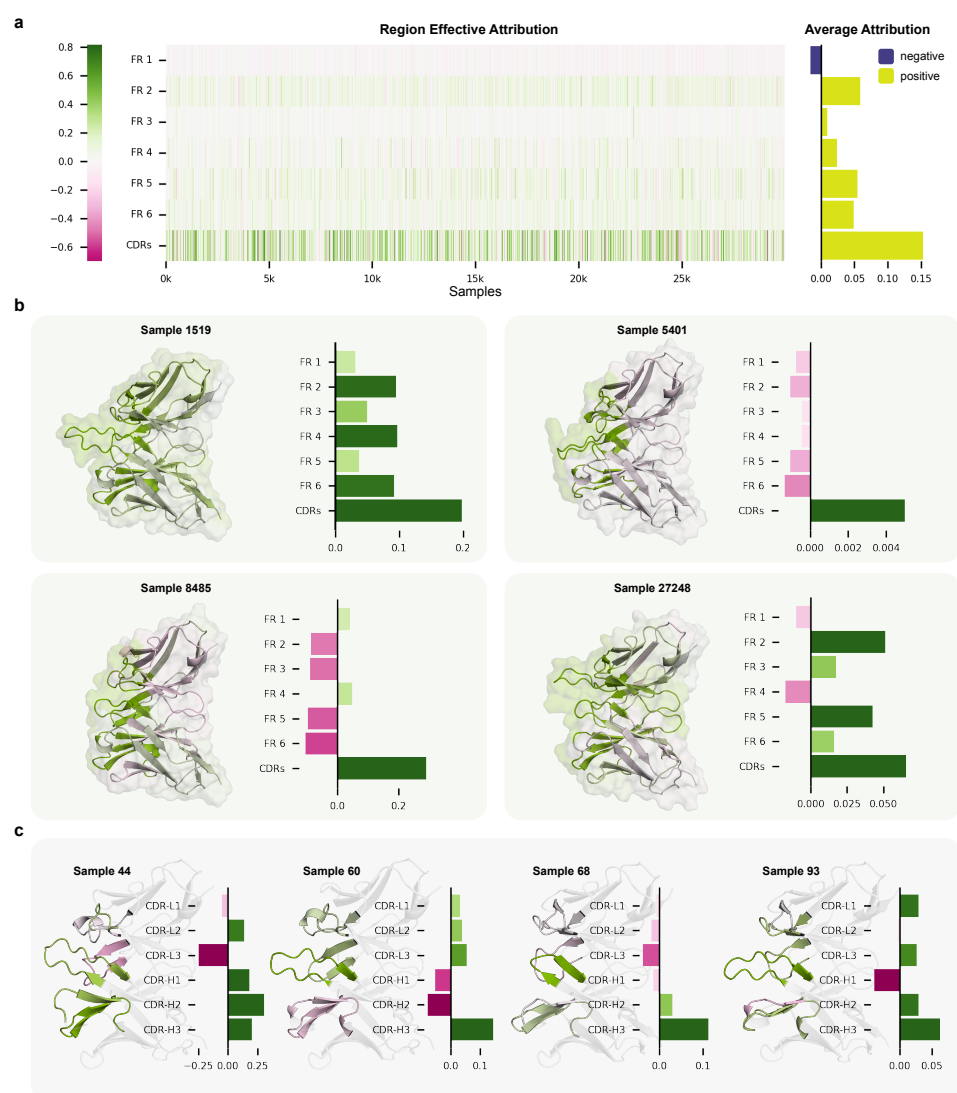 a
Region Effective Attribution
Average Attribution
0.8
0.6
0.4
0.2
0.0
−0.2
−0.4
−0.6
FR 1
FR 2
FR 3
FR 4
FR 5
FR 6
CDRs
0k
5k
10k
15k
20k
25k
Samples
negative
positive
0.00 0.05 0.10 0.15
b
Sample 1519
FR 1
FR 2
FR 3
FR 4
FR 5
FR 6
CDRs
0.0 0.1 0.2
Sample 5401
FR 1
FR 2
FR 3
FR 4
FR 5
FR 6
CDRs
0.000 0.002 0.004
Sample 8485
FR 1
FR 2
FR 3
FR 4
FR 5
FR 6
CDRs
0.0 0.2
Sample 27248
FR 1
FR 2
FR 3
FR 4
FR 5
FR 6
CDRs
0.000 0.025 0.050
c
Sample 44
CDR-L1
CDR-L2
CDR-L3
CDR-H1
CDR-H2
CDR-H3
−0.25 0.00 0.25
Sample 60
CDR-L1
CDR-L2
CDR-L3
CDR-H1
CDR-H2
CDR-H3
0.0 0.1
Sample 68
CDR-L1
CDR-L2
CDR-L3
CDR-H1
CDR-H2
CDR-H3
0.0 0.1
Sample 93
CDR-L1
CDR-L2
CDR-L3
CDR-H1
CDR-H2
CDR-H3
0.00 0.05